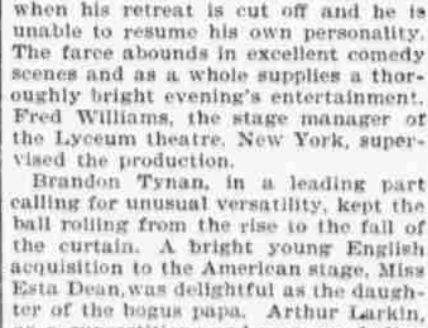 when his retreat is cut off and he is
unable to resume his own personality.
The farce abounds in excellent comedy
scenes and as a whole supplies a thor-
oughly bright evening's entertainment.
Fred Williams, the stage manager of
the Lyceum theatre, New York, super-
vised the production.
Brandon Tynan, in a leading part
calling for unusual versatility, kept the
ball rolling from the rise to the fall of
the curtain. A bright young English
acquisition to the American stage, Miss
Esta Dean, was delightful as the daugh-
ter of the bogus papa. Arthur Larkin,